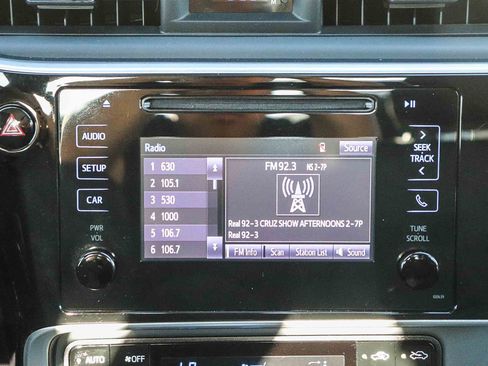 M
AUDIO
SETUP
CAR
PWR
VOL
Radio
Source
1 630
2 105.1
3 530
4 1000
5 106.7
6 106.7
FM 92.3 NS 2-7P
Real 92-3 CRUZ SHOW AFTERNOONS 2-7P
Real 92-3
FM Info
Scan
Station List
Sound
SEEK
TRACK
TUNE
SCROLL
AUTO
OFF